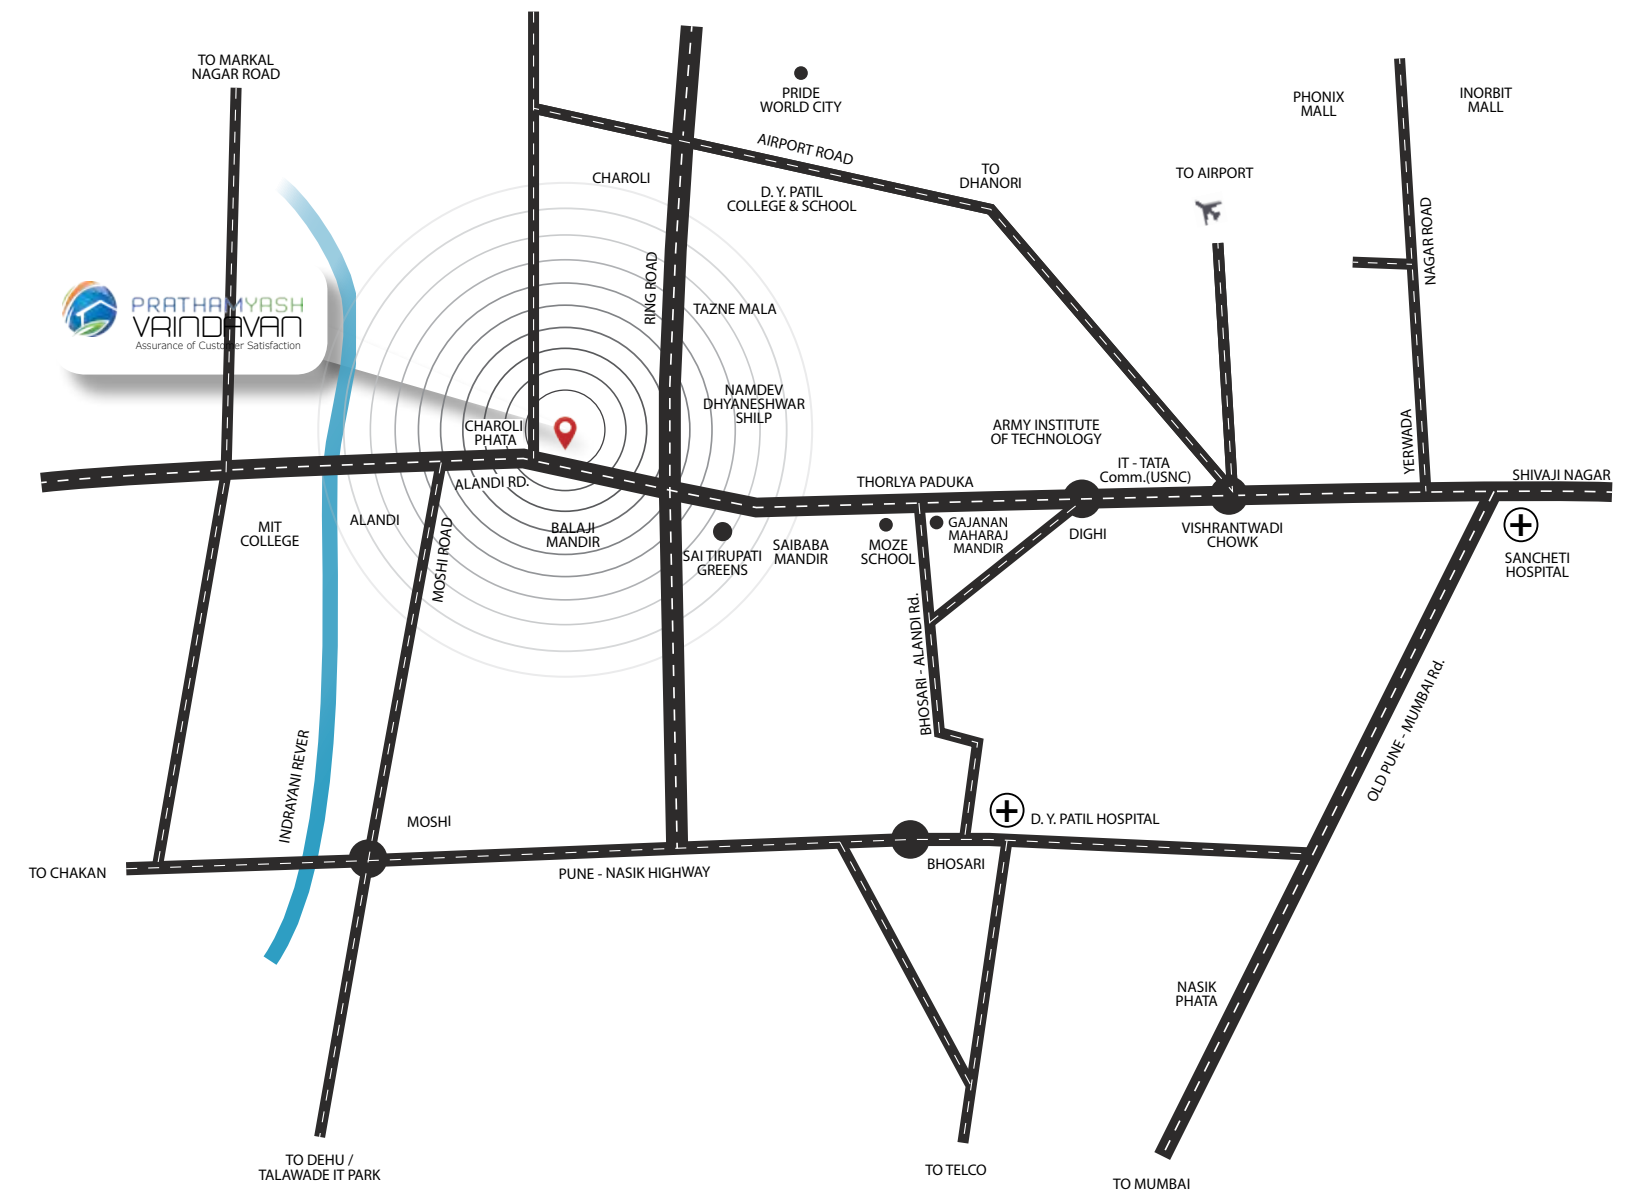 TO MARKAL
NAGAR ROAD
PRIDE
WORLD CITY
PHONIX
MALL
INORBIT
MALL
AIRPORT ROAD
CHAROLI
D. Y. PATIL
COLLEGE & SCHOOL
TO
DHANORI
TO AIRPORT
NAGAR ROAD
RING ROAD
TAZNE MALA
PRATHAMYASH
VRINDAVAN
Assurance of Customer Satisfaction
NAMDEV
DHYANESHWAR
SHILP
CHAROLI
PHATA
ARMY INSTITUTE
OF TECHNOLOGY
YERWADA
IT - TATA
Comm.(USNC)
SHIVAJI NAGAR
ALANDI RD.
THORLYA PADUKA
MIT
COLLEGE
ALANDI
MOSHI ROAD
BALAJI
MANDIR
SAI TIRUPATI
GREENS
SAIBABA
MANDIR
MOZE
SCHOOL
GAJANAN
MAHARAJ
MANDIR
DIGHI
VISHRANTWADI
CHOWK
SANCHETI
HOSPITAL
BHOSARI - ALANDI Rd.
OLD PUNE - MUMBAI Rd.
INDRAYANI REVER
MOSHI
D. Y. PATIL HOSPITAL
TO CHAKAN
PUNE - NASIK HIGHWAY
BHOSARI
NASIK
PHATA
TO DEHU /
TALAWADE IT PARK
TO TELCO
TO MUMBAI